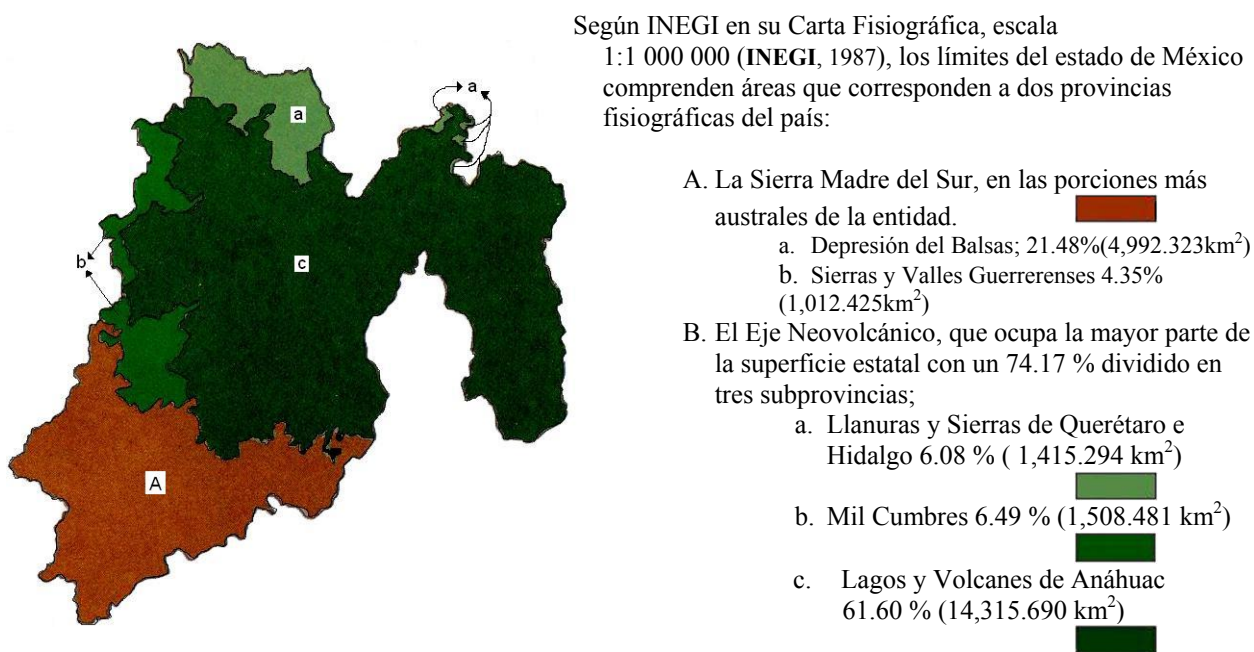 Según INEGI en su Carta Fisiográfica, escala
1:1 000 000 (INEGI, 1987), los límites del estado de México
comprenden áreas que corresponden a dos provincias
fisiográficas del país:
A. La Sierra Madre del Sur, en las porciones más
australes de la entidad.
a. Depresión del Balsas; 21.48%(4,992.323km²)
b. Sierras y Valles Guerrerenses 4.35%
(1,012.425km²)
B. El Eje Neovolcánico, que ocupa la mayor parte de
la superficie estatal con un 74.17 % dividido en
tres subprovincias;
a. Llanuras y Sierras de Querétaro e
Hidalgo 6.08 % ( 1,415.294 km²)
b. Mil Cumbres 6.49 % (1,508.481 km²)
c. Lagos y Volcanes de Anáhuac
61.60 % (14,315.690 km²)
a
a
b
c
A